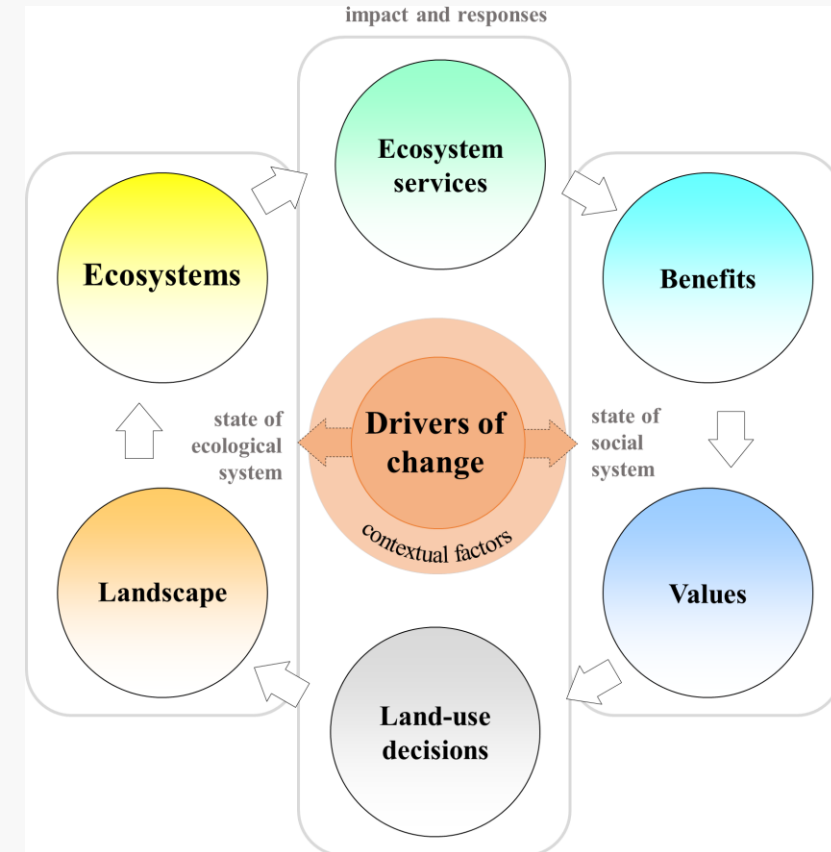 impact and responses
Ecosystem
services
Ecosystems
Benefits
state of
ecological
system
Drivers of
change
contextual factors
state of
social
system
Landscape
Values
Land-use
decisions